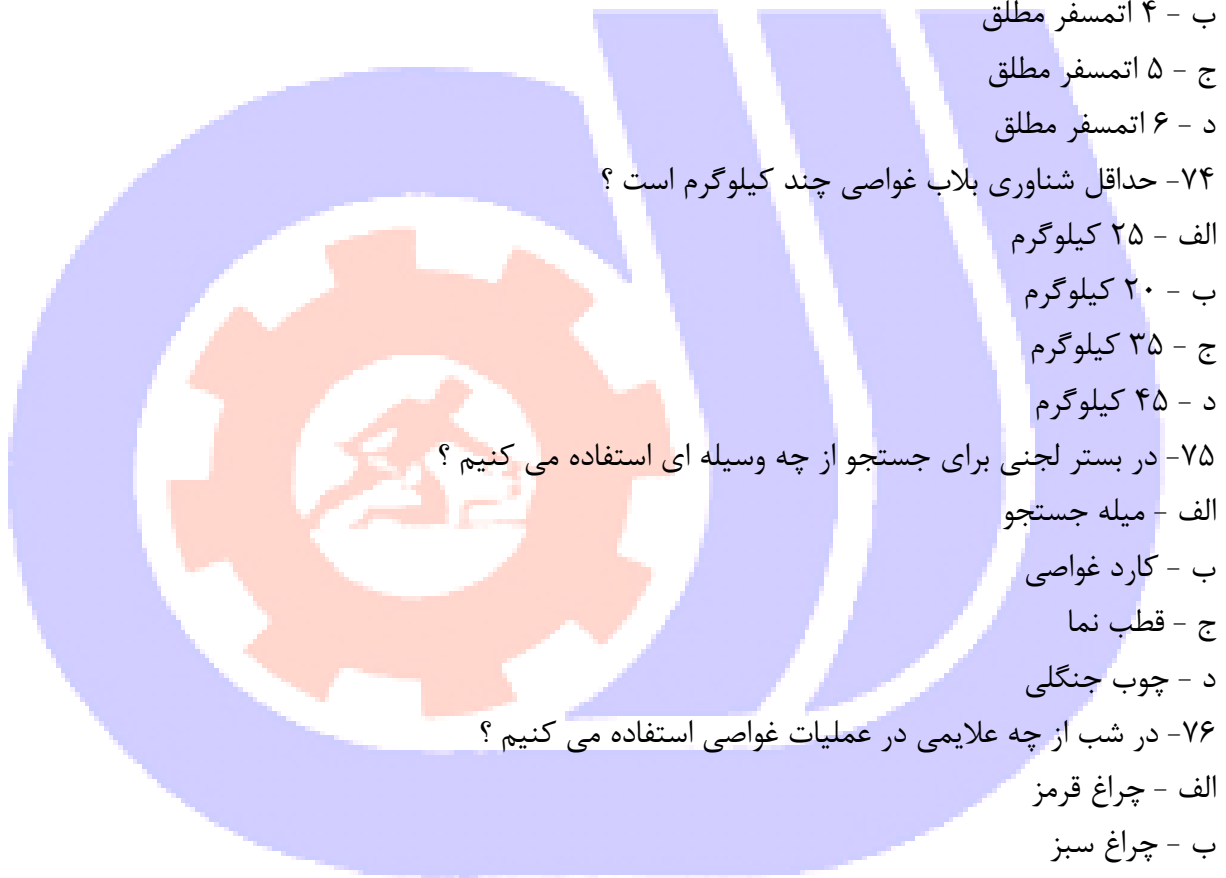 ب - ۴ اتمسفر مطلق
ج - ۵ اتمسفر مطلق
د - ۶ اتمسفر مطلق
۷۴- حداقل شناوری بلاب غواصی چند کیلوگرم است ؟
الف - ۲۵ کیلوگرم
ب - ۲۰ کیلوگرم
ج - ۳۵ کیلوگرم
د - ۴۵ کیلوگرم
۷۵- در بستر لجنی برای جستجو از چه وسیله ای استفاده می کنیم ؟
الف - میله جستجو
ب - کارد غواصی
ج - قطب نما
د - چوب جنگلی
۷۶- در شب از چه علایمی در عملیات غواصی استفاده می کنیم ؟
الف - چراغ قرمز
ب - چراغ سبز